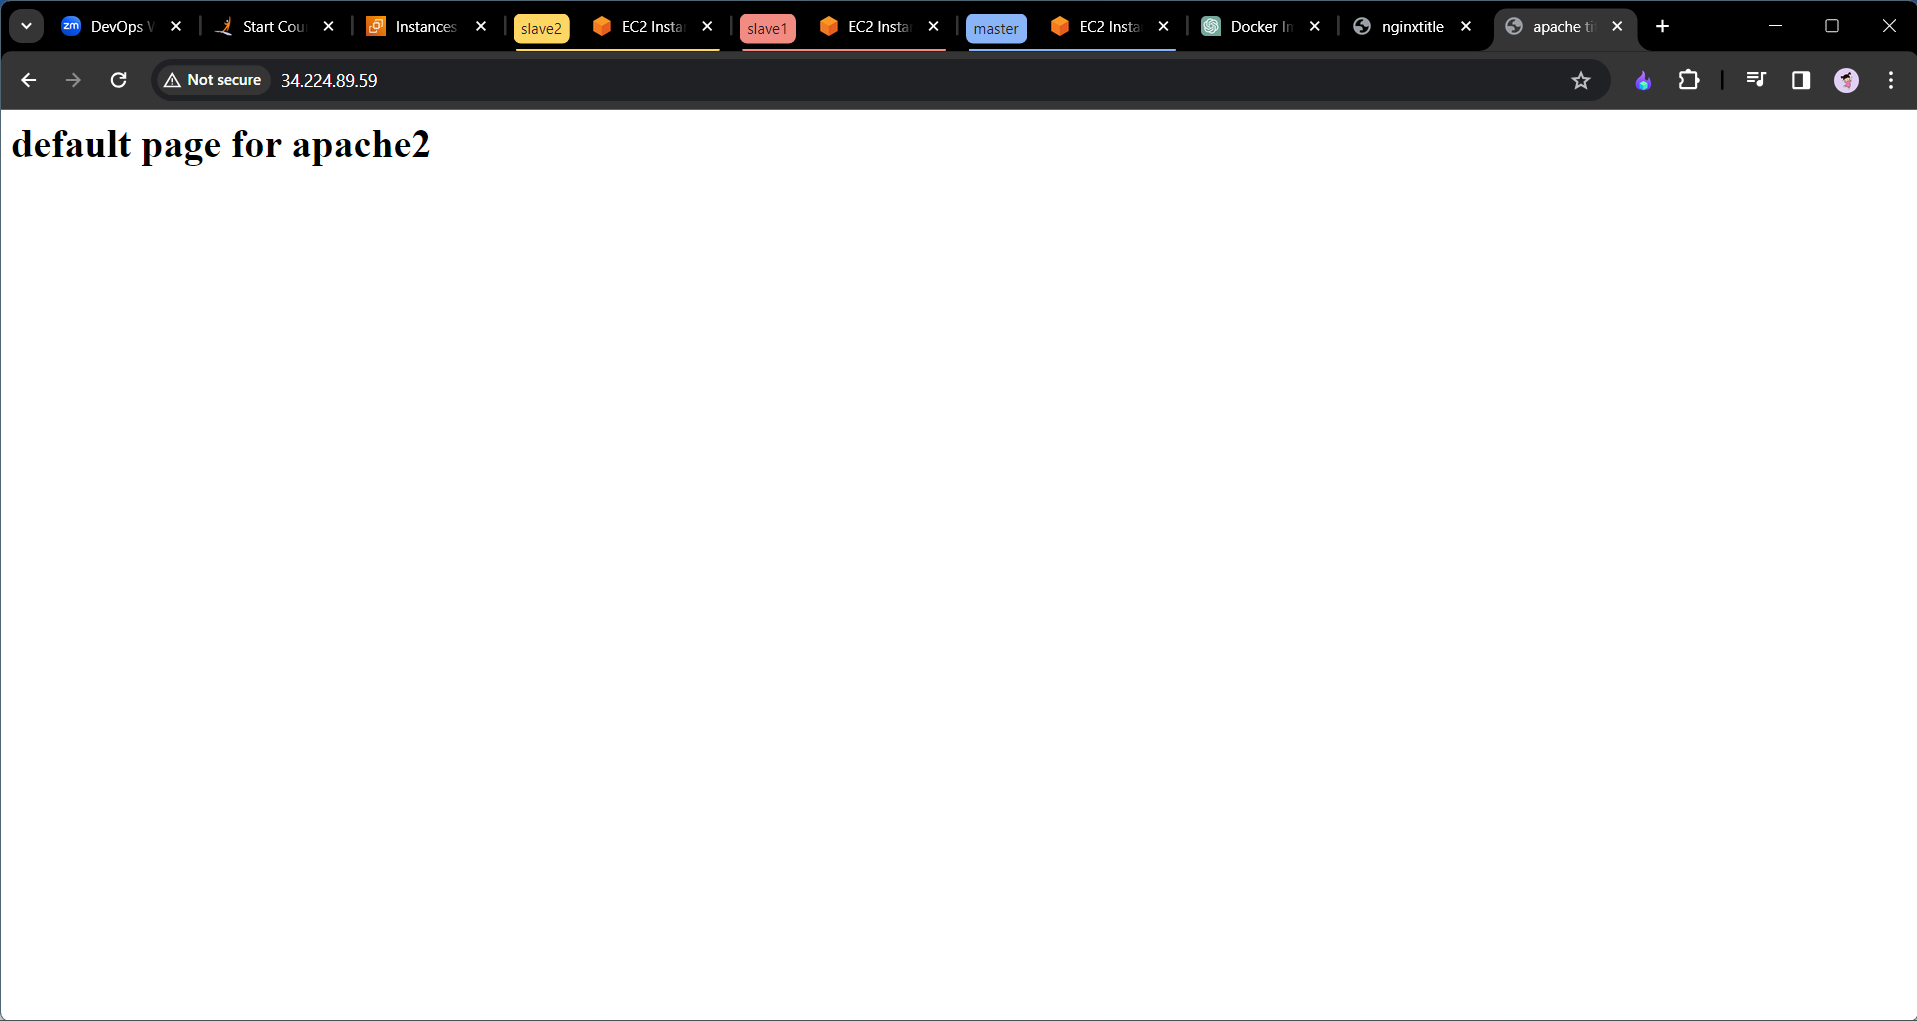 DevOps
Start Cou
Instances
slave2
EC2 Insta
slave1
EC2 Insta
master
EC2 Insta
Docker
nginxtitle
apache ti
Not secure
34.224.89.59
default page for apache2